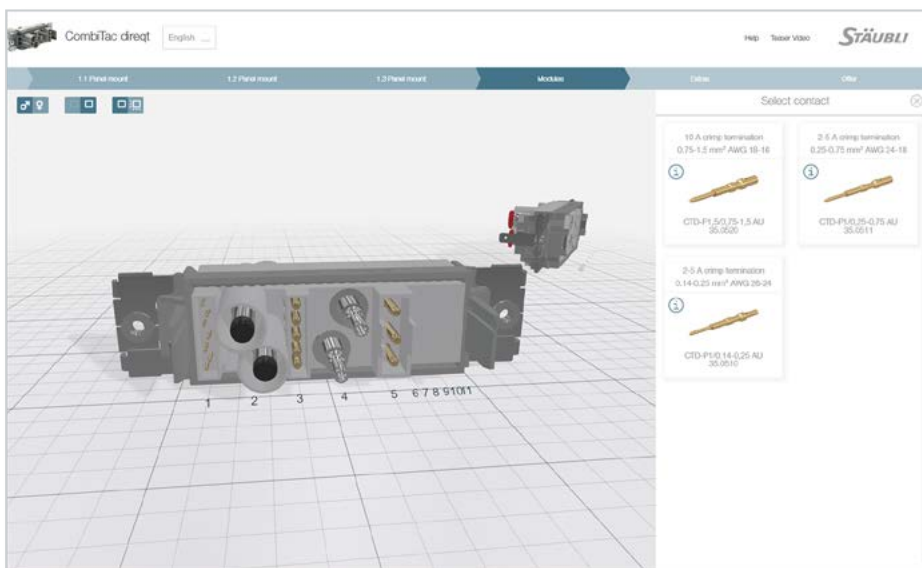 CombiTac direqt
English ...
Help Teaser Video STÄUBLI
1.1 Panel mount 1.2 Panel mount 1.3 Panel mount Modules Extras Offer
Select contact
10 A crimp termination
0.75-1.5 mm² AWG 18-16
CTD-P1,5/0,75-1,5 AU
35.0520
2-5 A crimp termination
0.25-0.75 mm² AWG 24-18
CTD-P1/0,25-0,75 AU
35.0511
2-5 A crimp termination
0.14-0.25 mm² AWG 26-24
CTD-P1/0,14-0,25 AU
35.0510
1 2 3 4 5 6 7 8 9 10 11